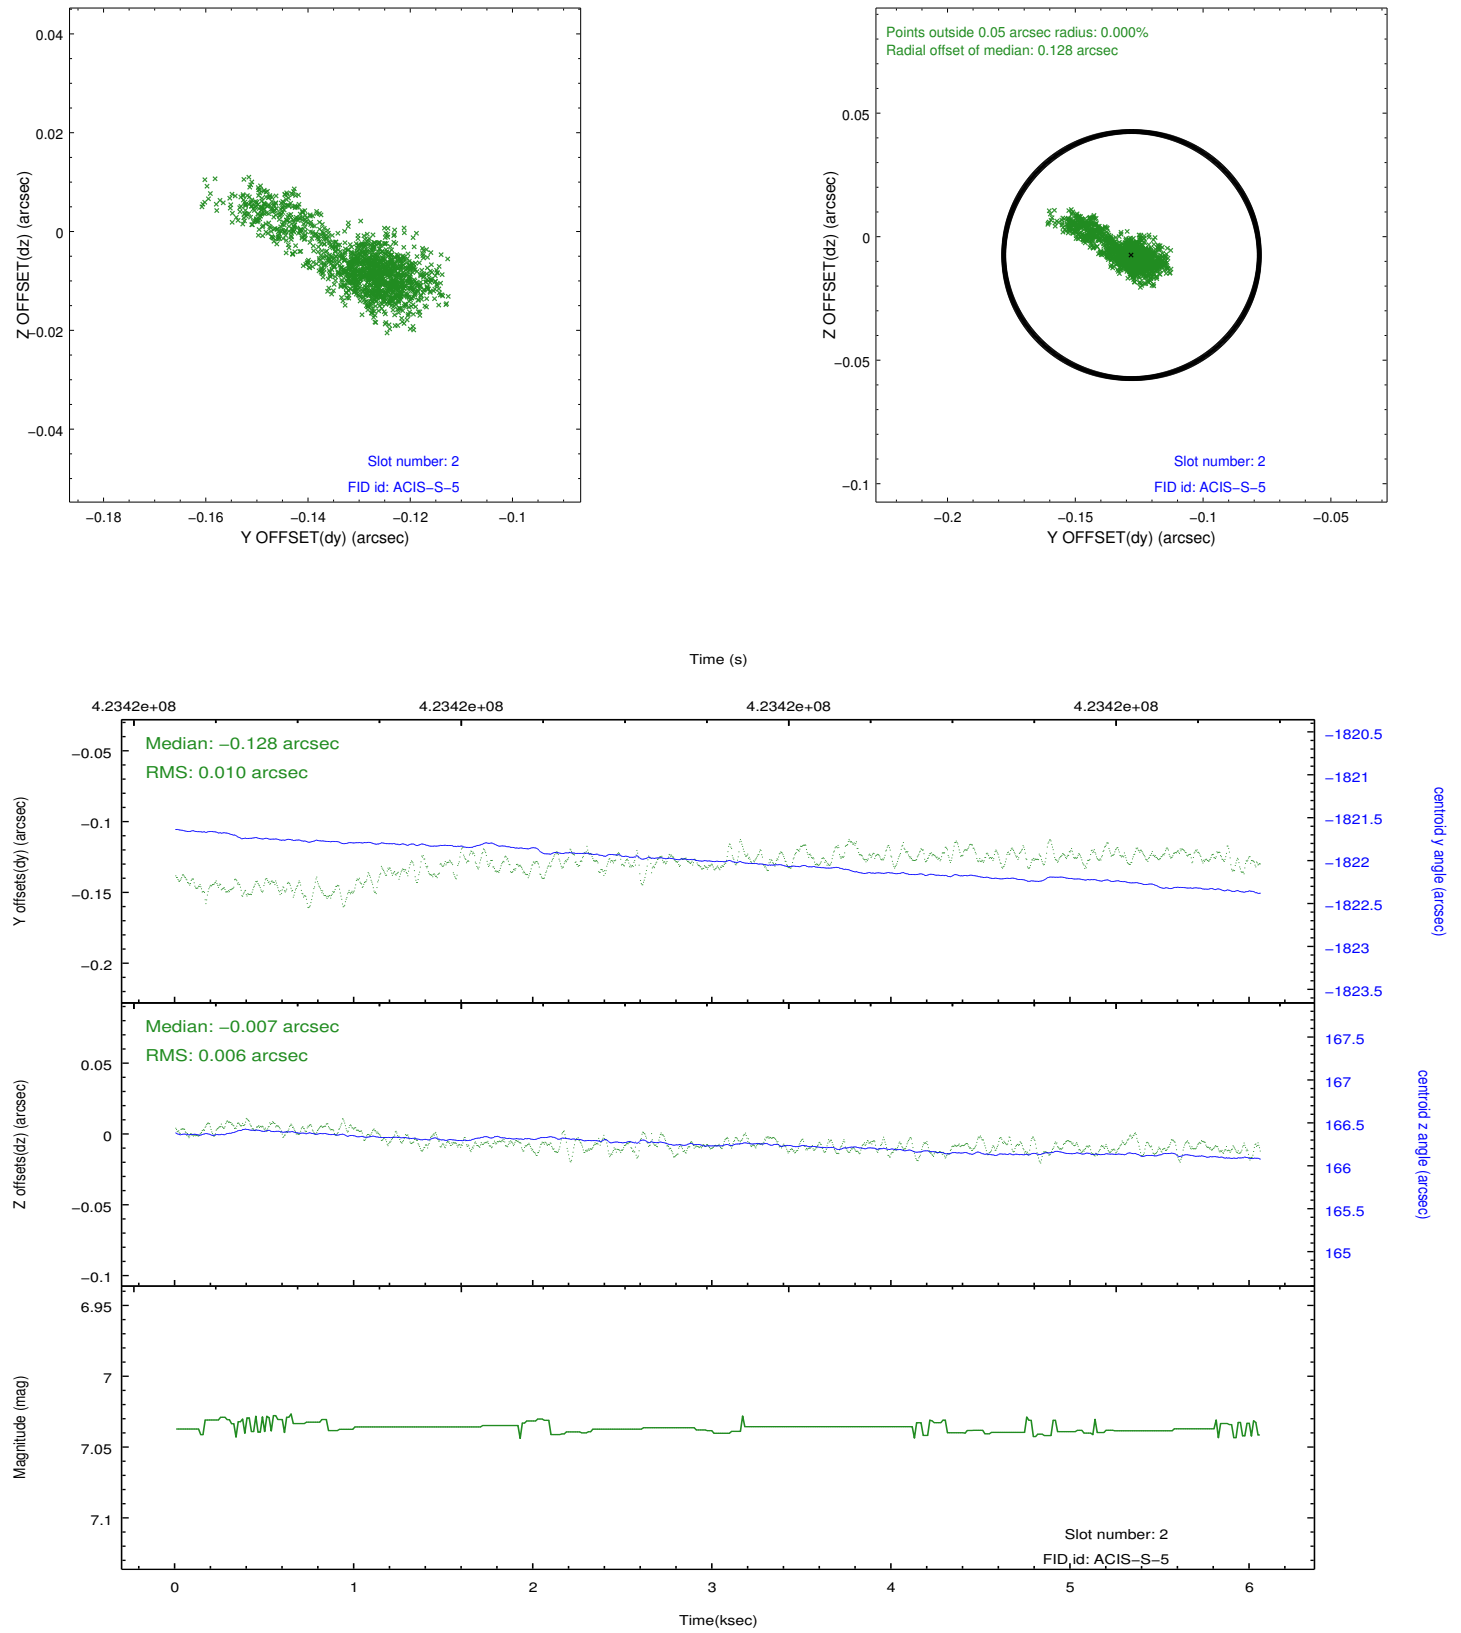 0.04
0.02
0
−0.02
−0.04
Z OFFSET(dz) (arcsec)
Slot number: 2
FID id: ACIS−S−5
−0.18
−0.16
−0.14
−0.12
−0.1
Y OFFSET(dy) (arcsec)
Points outside 0.05 arcsec radius: 0.000%
Radial offset of median: 0.128 arcsec
0.05
0
−0.05
−0.1
Z OFFSET(dz) (arcsec)
Slot number: 2
FID id: ACIS−S−5
−0.2
−0.15
−0.1
−0.05
Y OFFSET(dy) (arcsec)
Time (s)
4.2342e+08
4.2342e+08
4.2342e+08
4.2342e+08
Median: −0.128 arcsec
RMS: 0.010 arcsec
−0.05
−0.1
−0.15
−0.2
Y offsets(dy) (arcsec)
−1820.5
−1821
−1821.5
−1822
−1822.5
−1823
−1823.5
centroid y angle (arcsec)
Median: −0.007 arcsec
RMS: 0.006 arcsec
0.05
0
−0.05
−0.1
Z offsets(dz) (arcsec)
167.5
167
166.5
166
165.5
165
centroid z angle (arcsec)
6.95
7
7.05
7.1
Magnitude (mag)
Slot number: 2
FID id: ACIS−S−5
0
1
2
3
4
5
6
Time(ksec)